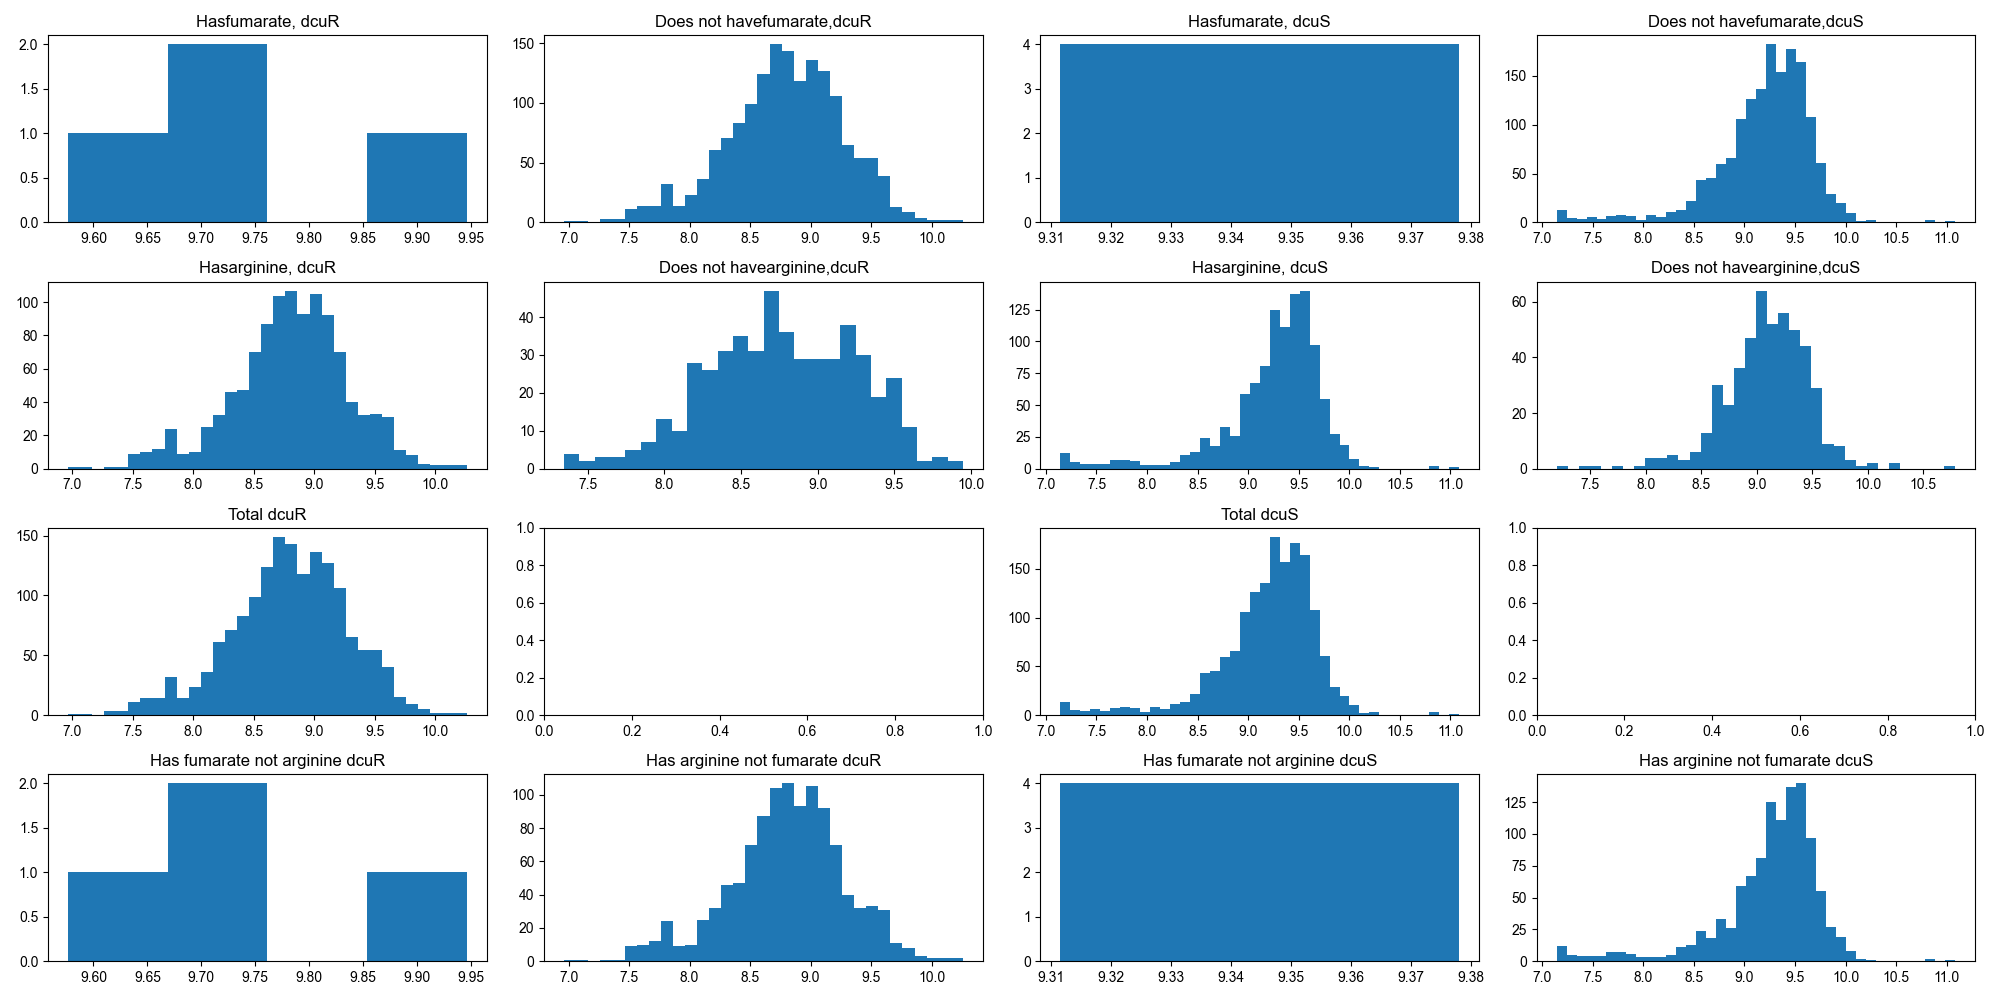 Hasfumarate, dcuR
2.0
1.5
1.0
0.5
0.0
9.60 9.65 9.70 9.75 9.80 9.85 9.90 9.95
Does not havefumarate,dcuR
150
100
50
0
7.0 7.5 8.0 8.5 9.0 9.5 10.0
Hasfumarate, dcuS
4
3
2
1
0
9.31 9.32 9.33 9.34 9.35 9.36 9.37 9.38
Does not havefumarate,dcuS
150
100
50
0
7.0 7.5 8.0 8.5 9.0 9.5 10.0 10.5 11.0
Hasarginine, dcuR
100
80
60
40
20
0
7.0 7.5 8.0 8.5 9.0 9.5 10.0
Does not havearginine,dcuR
40
30
20
10
0
7.5 8.0 8.5 9.0 9.5 10.0
Hasarginine, dcuS
125
100
75
50
25
0
7.0 7.5 8.0 8.5 9.0 9.5 10.0 10.5 11.0
Does not havearginine,dcuS
60
40
20
0
7.5 8.0 8.5 9.0 9.5 10.0 10.5
Total dcuR
150
100
50
0
7.0 7.5 8.0 8.5 9.0 9.5 10.0
1.0
0.8
0.6
0.4
0.2
0.0
0.0 0.2 0.4 0.6 0.8 1.0
Total dcuS
150
100
50
0
7.0 7.5 8.0 8.5 9.0 9.5 10.0 10.5 11.0
1.0
0.8
0.6
0.4
0.2
0.0
0.0 0.2 0.4 0.6 0.8 1.0
Has fumarate not arginine dcuR
2.0
1.5
1.0
0.5
0.0
9.60 9.65 9.70 9.75 9.80 9.85 9.90 9.95
Has arginine not fumarate dcuR
100
80
60
40
20
0
7.0 7.5 8.0 8.5 9.0 9.5 10.0
Has fumarate not arginine dcuS
4
3
2
1
0
9.31 9.32 9.33 9.34 9.35 9.36 9.37 9.38
Has arginine not fumarate dcuS
125
100
75
50
25
0
7.0 7.5 8.0 8.5 9.0 9.5 10.0 10.5 11.0